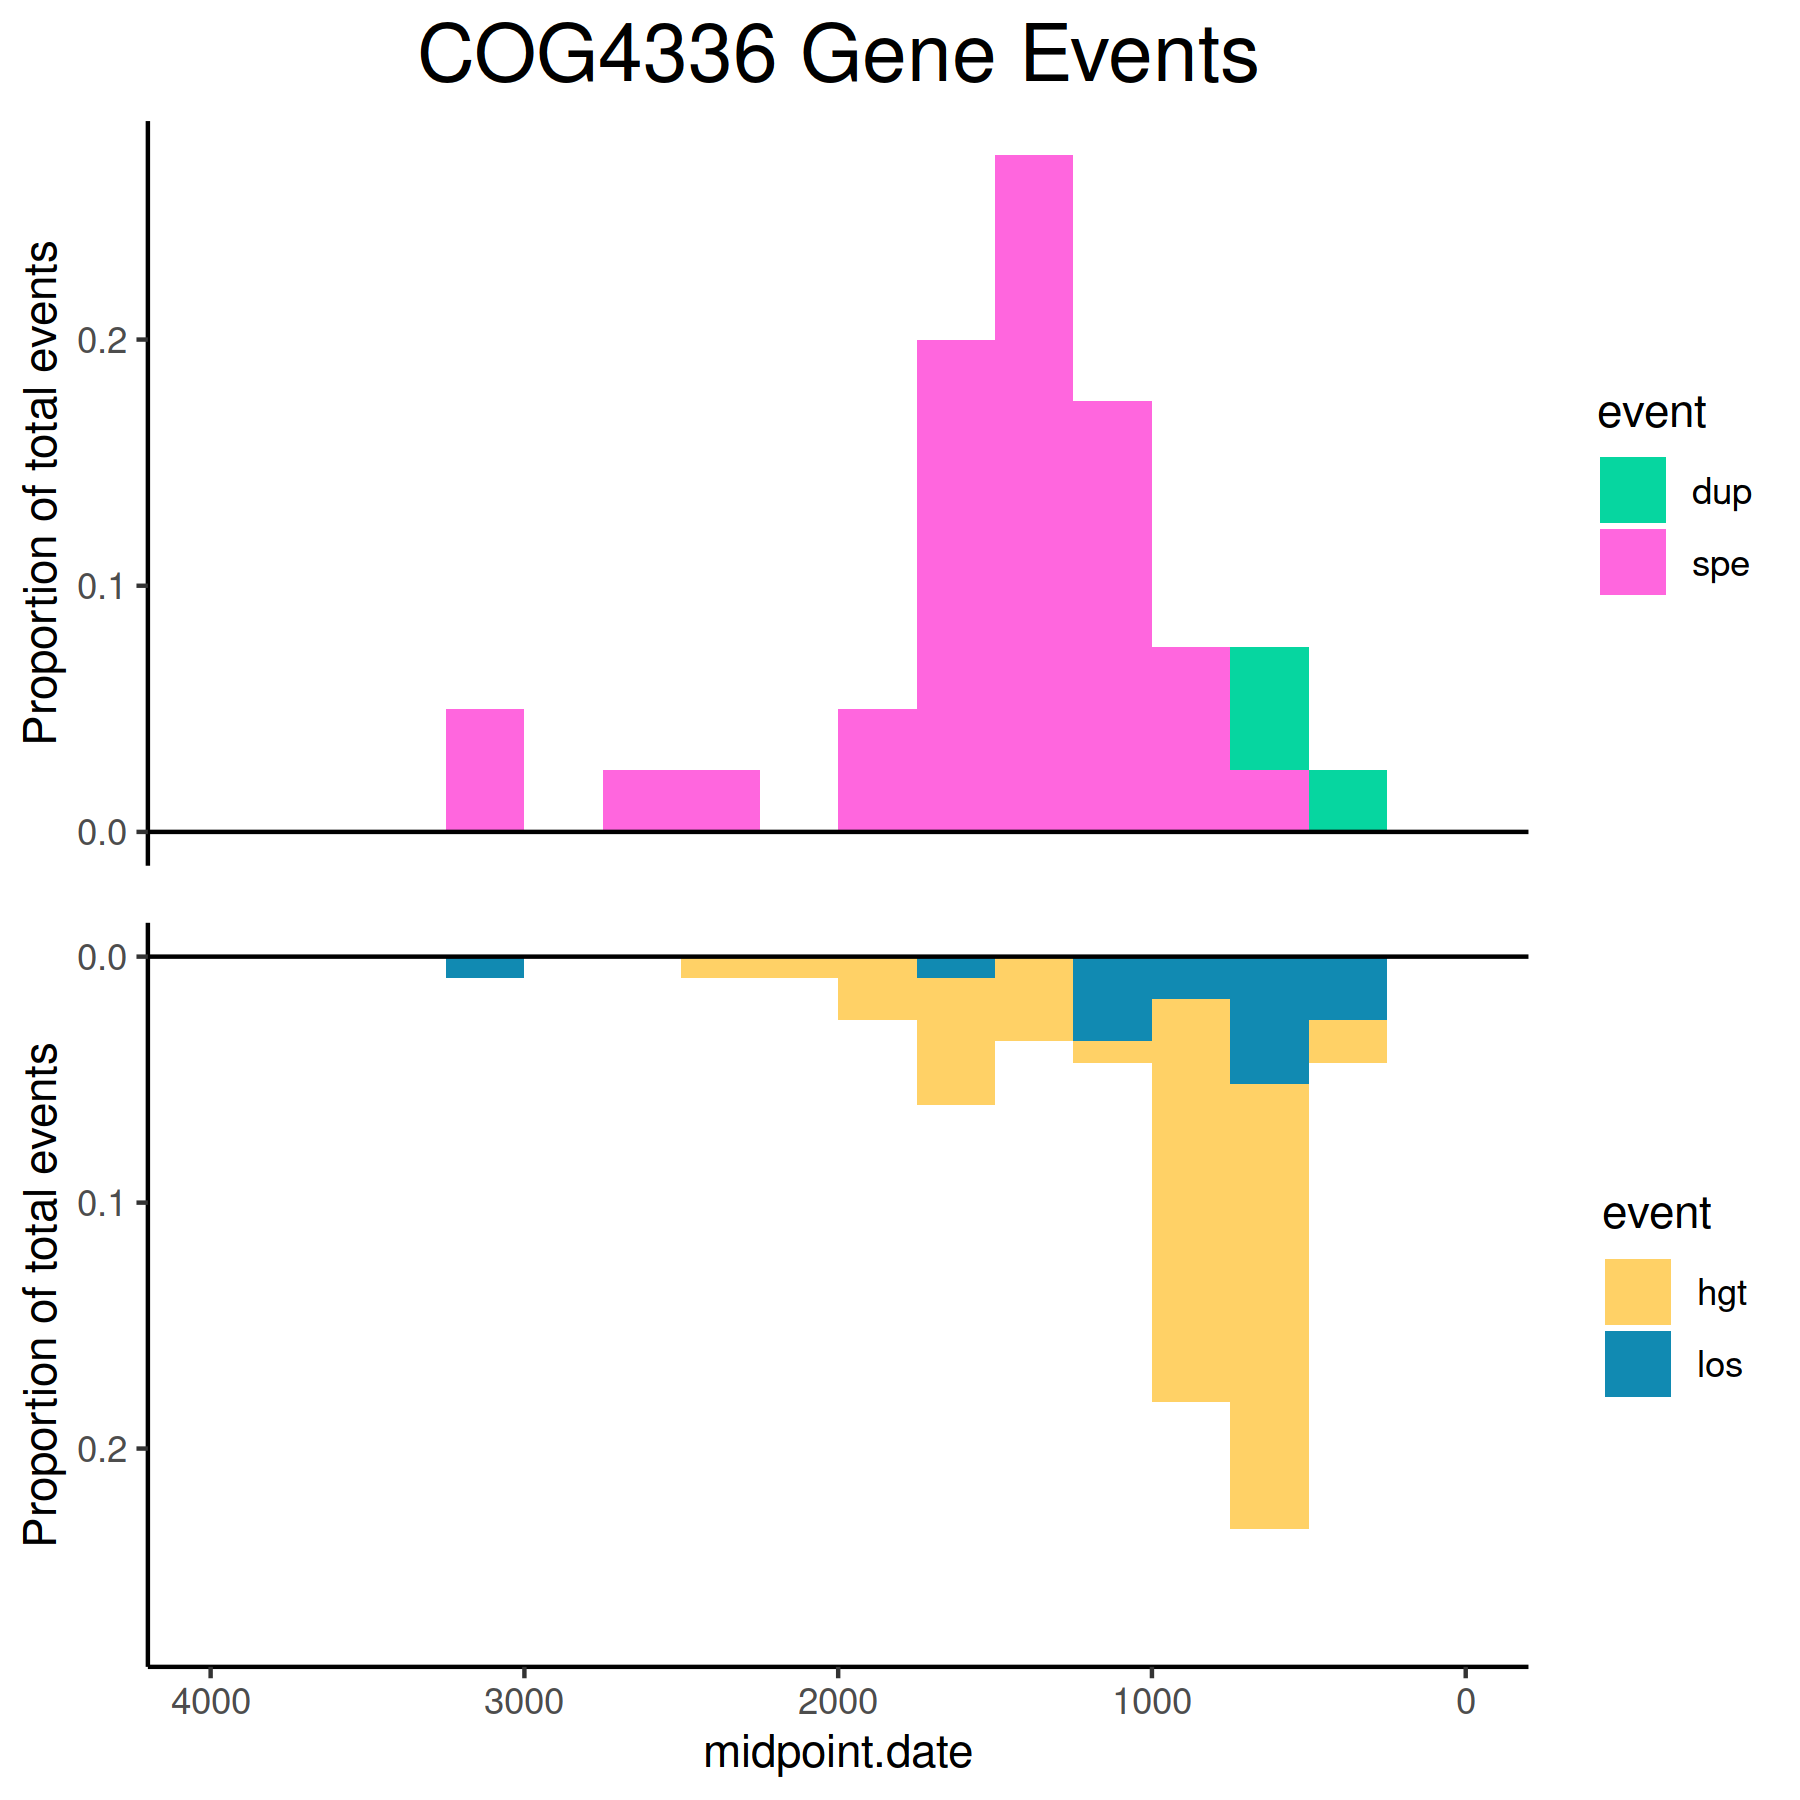 COG4336 Gene Events
Proportion of total events
0.2
0.1
0.0
event
dup
spe
Proportion of total events
0.0
0.1
0.2
event
hgt
los
4000 3000 2000 1000 0
midpoint.date